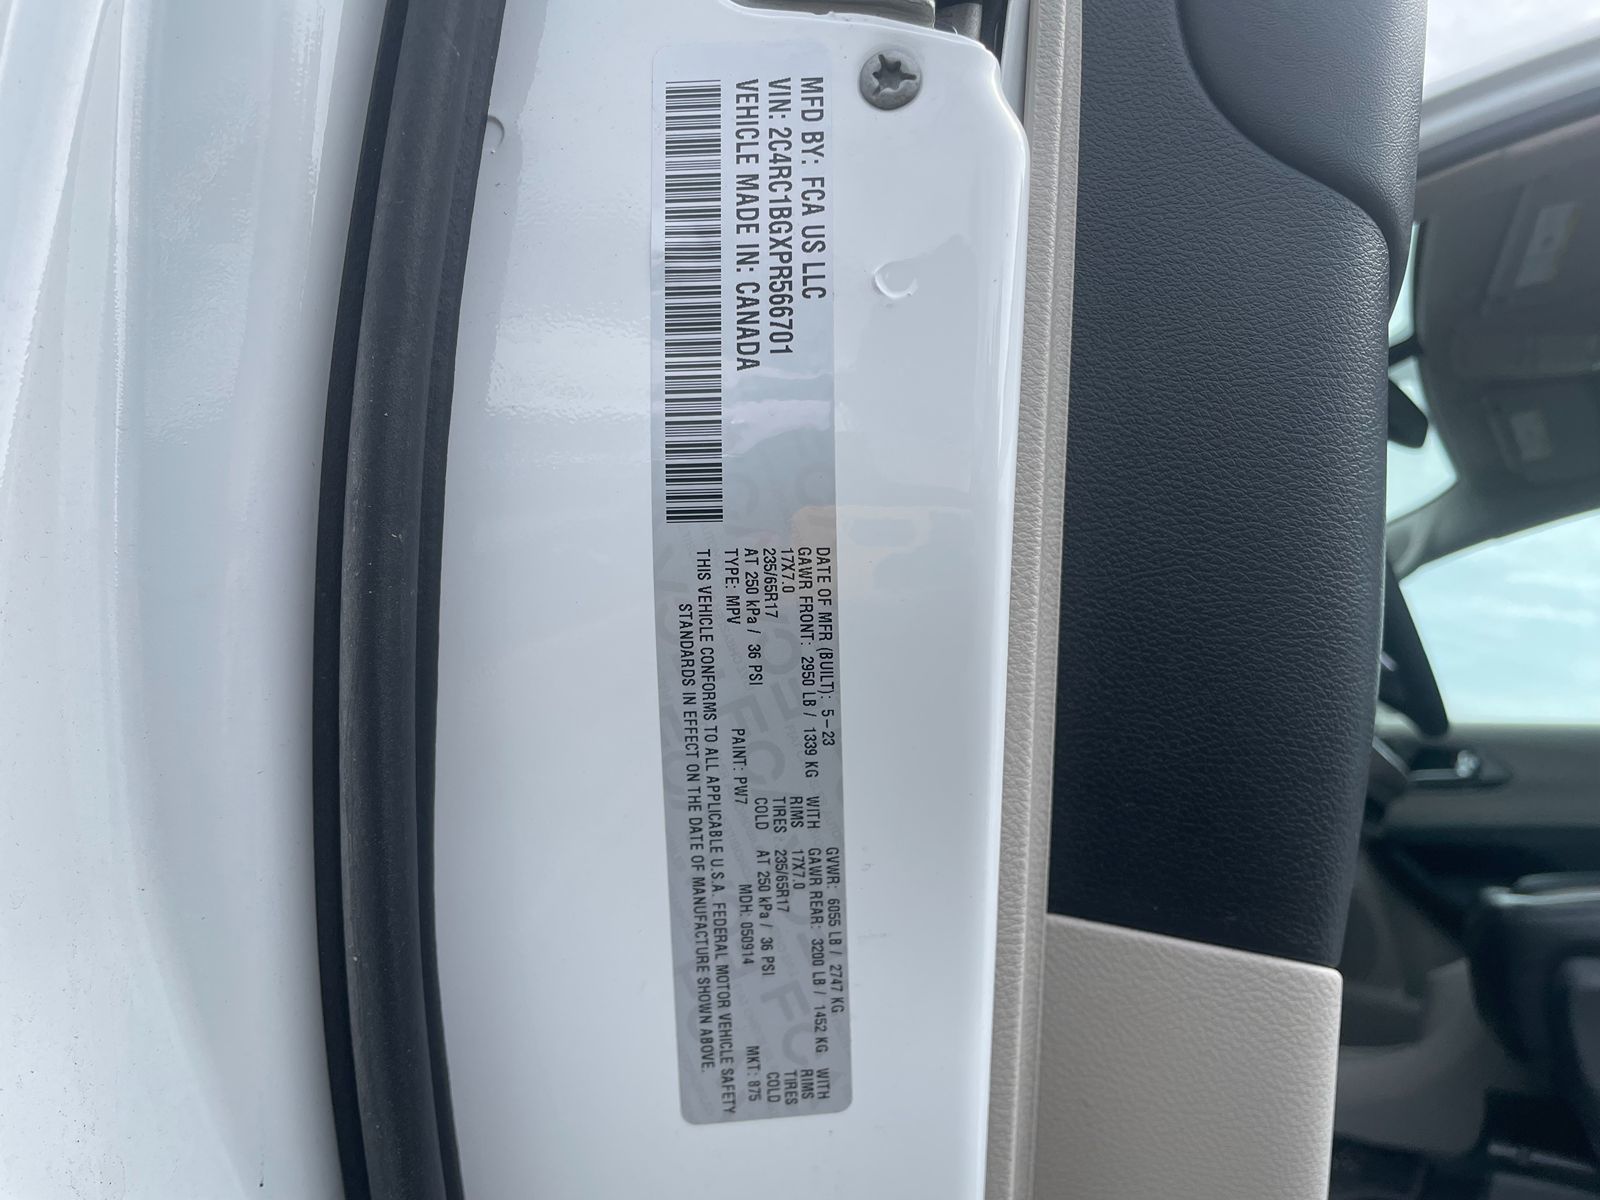 MFD BY: FCA US LLC
VIN: 2C4RC1BGXPR566701
VEHICLE MADE IN: CANADA
DATE OF MFR (BUILT): 5-23 GVWR: 6055 LB / 2747 KG
GAWR FRONT: 2950 LB / 1339 KG WITH GAWR REAR: 3200 LB / 1452 KG WITH
17X7.0 RIMS 17X7.0 RIMS
235/65R17 TIRES 235/65R17 TIRES
AT 250 kPa / 36 PSI COLD AT 250 kPa / 36 PSI COLD
TYPE: MPV PAINT: PW7 MDH: 050914 MKT: 875
THIS VEHICLE CONFORMS TO ALL APPLICABLE U.S.A. FEDERAL MOTOR VEHICLE SAFETY
STANDARDS IN EFFECT ON THE DATE OF MANUFACTURE SHOWN ABOVE.